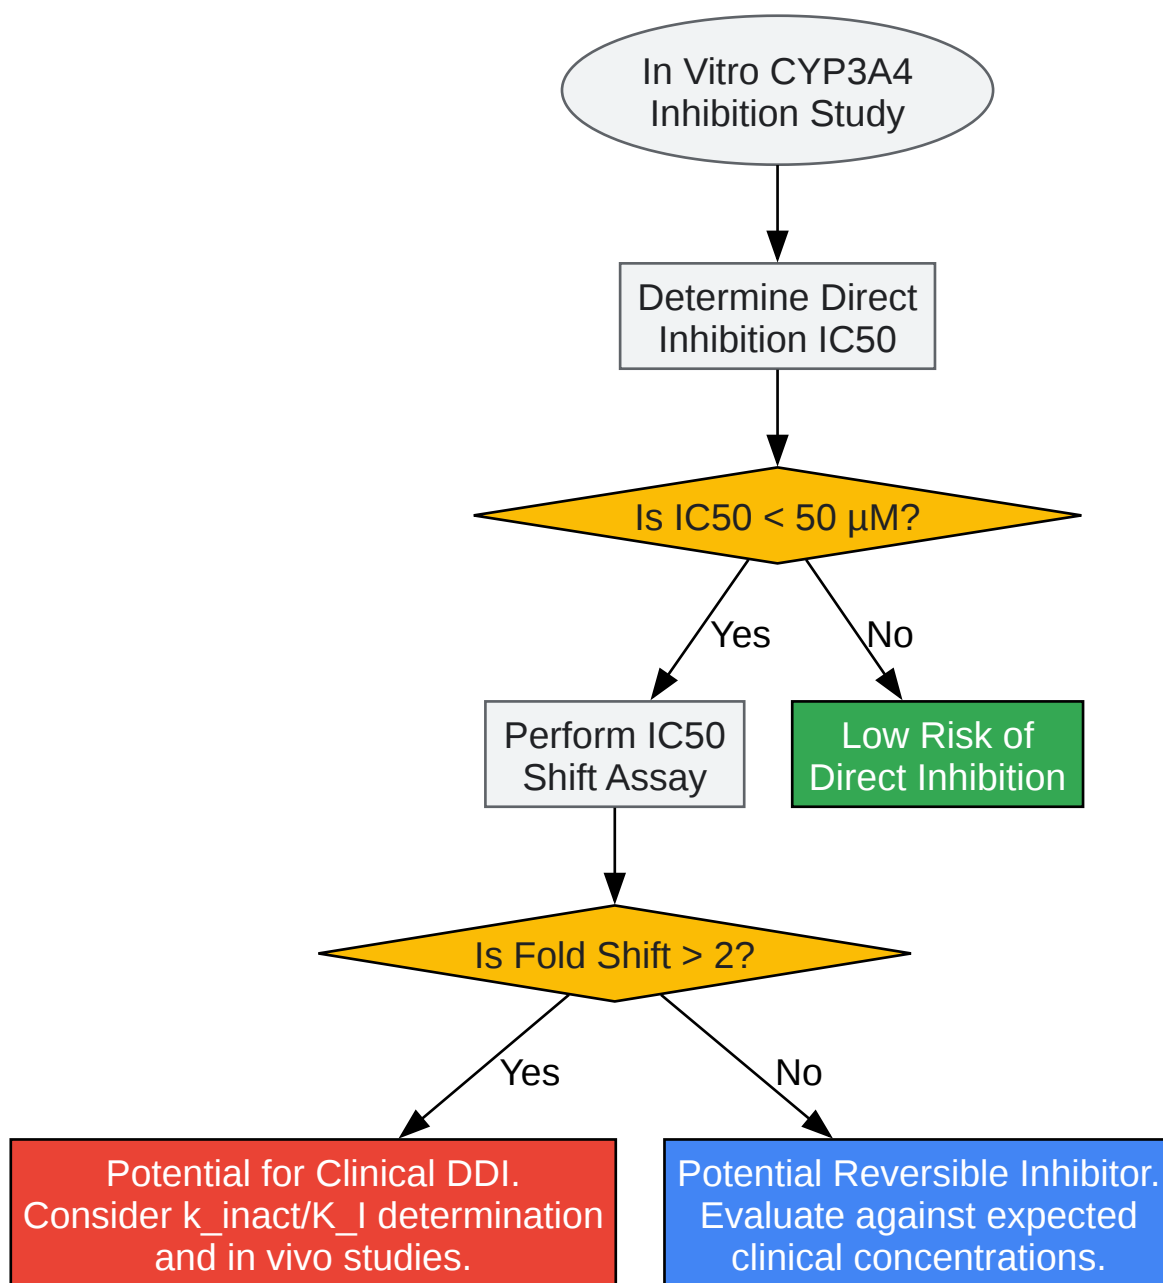 In Vitro CYP3A4
Inhibition Study
Determine Direct
Inhibition IC50
Is IC50 < 50 µM?
Yes
No
Perform IC50
Shift Assay
Low Risk of
Direct Inhibition
Is Fold Shift > 2?
Yes
No
Potential for Clinical DDI.
Consider k_inact/K_I determination
and in vivo studies.
Potential Reversible Inhibitor.
Evaluate against expected
clinical concentrations.